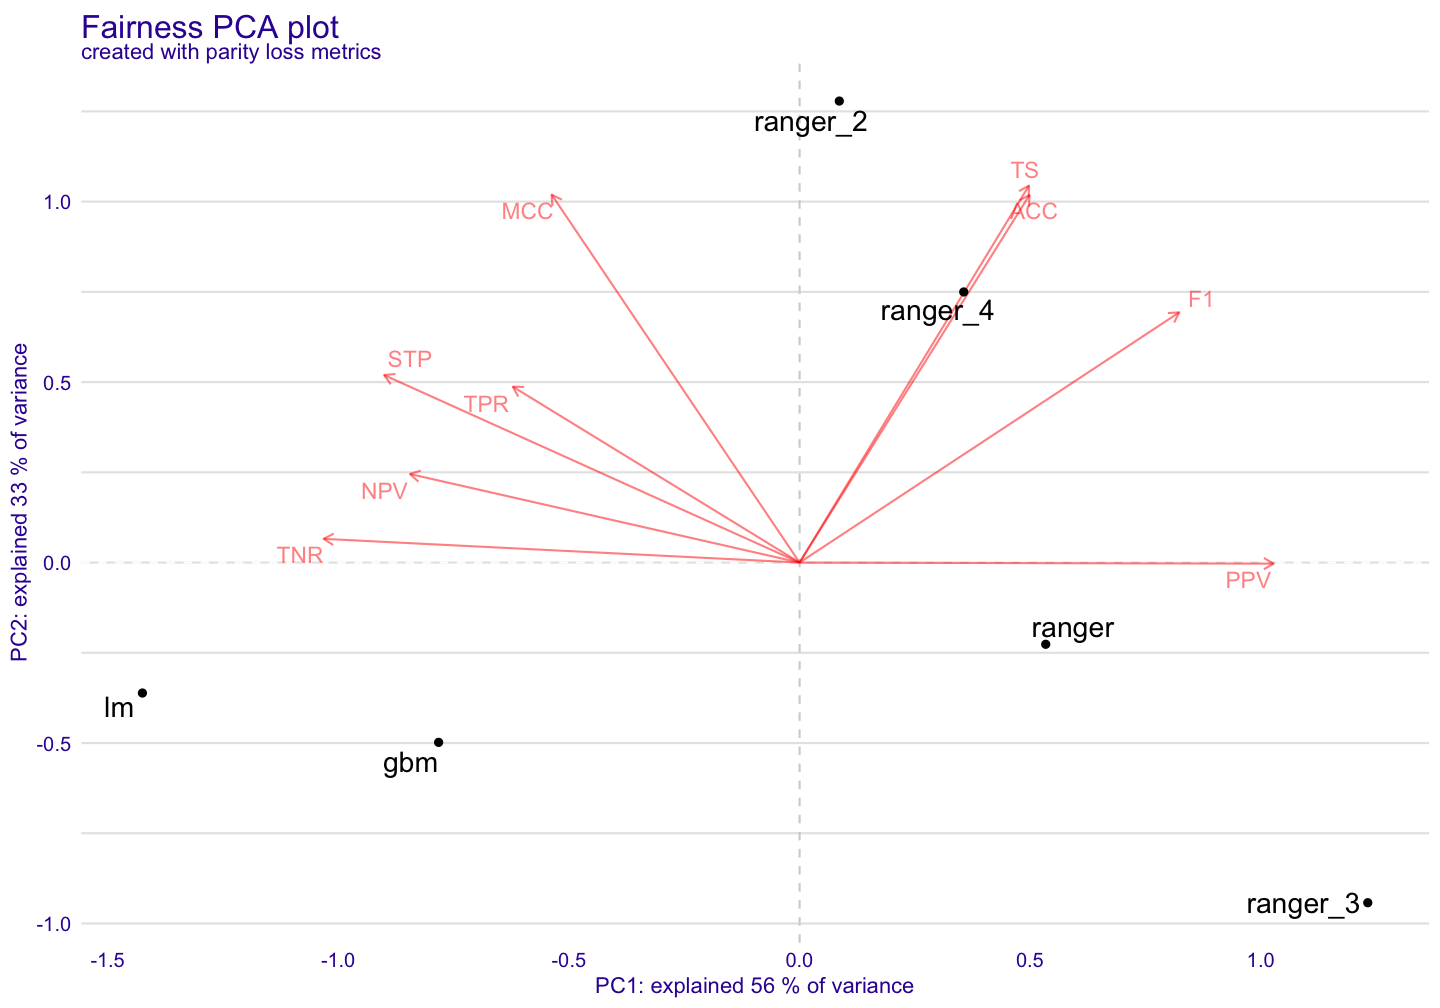 Fairness PCA plot
created with parity loss metrics
ranger_2
TS
1.0
MCC
ACC
F1
ranger_4
STP
0.5
TPR
NPV
TNR
0.0
PPV
ranger
lm
-0.5
gbm
ranger_3
-1.0
-1.5
-1.0
-0.5
0.0
0.5
1.0
PC1: explained 56 % of variance
PC2: explained 33 % of variance